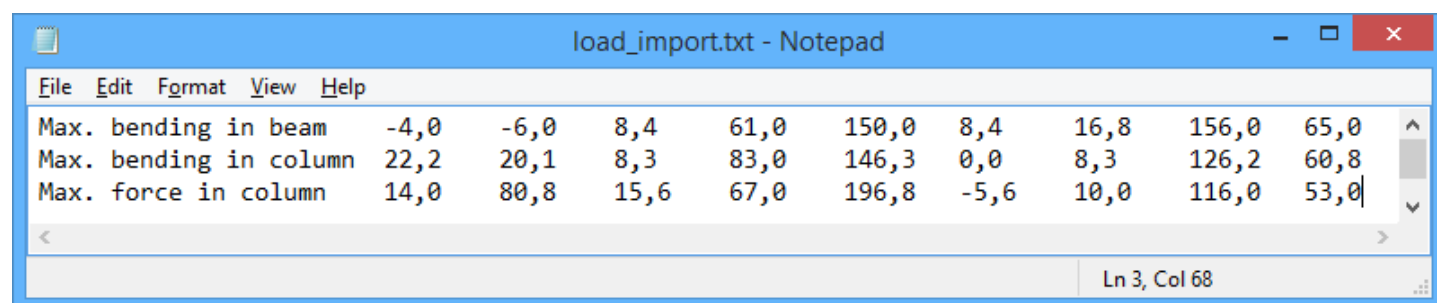 load_import.txt - Notepad
File Edit Format View Help
Max. bending in beam -4,0 -6,0 8,4 61,0 150,0 8,4 16,8 156,0 65,0
Max. bending in column 22,2 20,1 8,3 83,0 146,3 0,0 8,3 126,2 60,8
Max. force in column 14,0 80,8 15,6 67,0 196,8 -5,6 10,0 116,0 53,0
Ln 3, Col 68